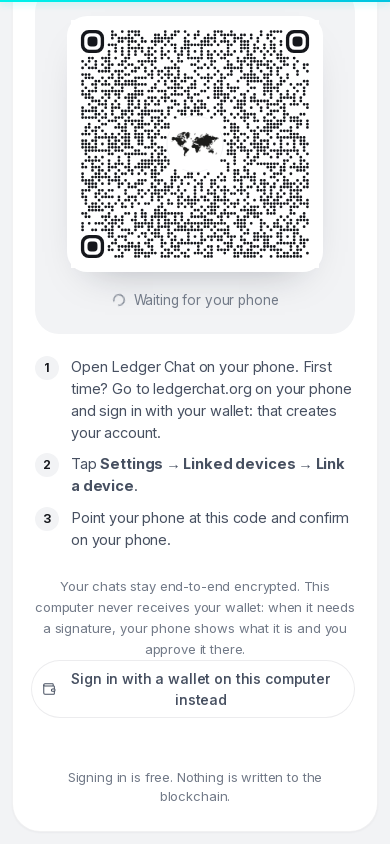 Waiting for your phone
1 Open Ledger Chat on your phone. First
time? Go to ledgerchat.org on your phone
and sign in with your wallet: that creates
your account.
2 Tap Settings → Linked devices → Link
a device.
3 Point your phone at this code and confirm
on your phone.
Your chats stay end-to-end encrypted. This
computer never receives your wallet: when it needs
a signature, your phone shows what it is and you
approve it there.
Sign in with a wallet on this computer
instead
Signing in is free. Nothing is written to the
blockchain.